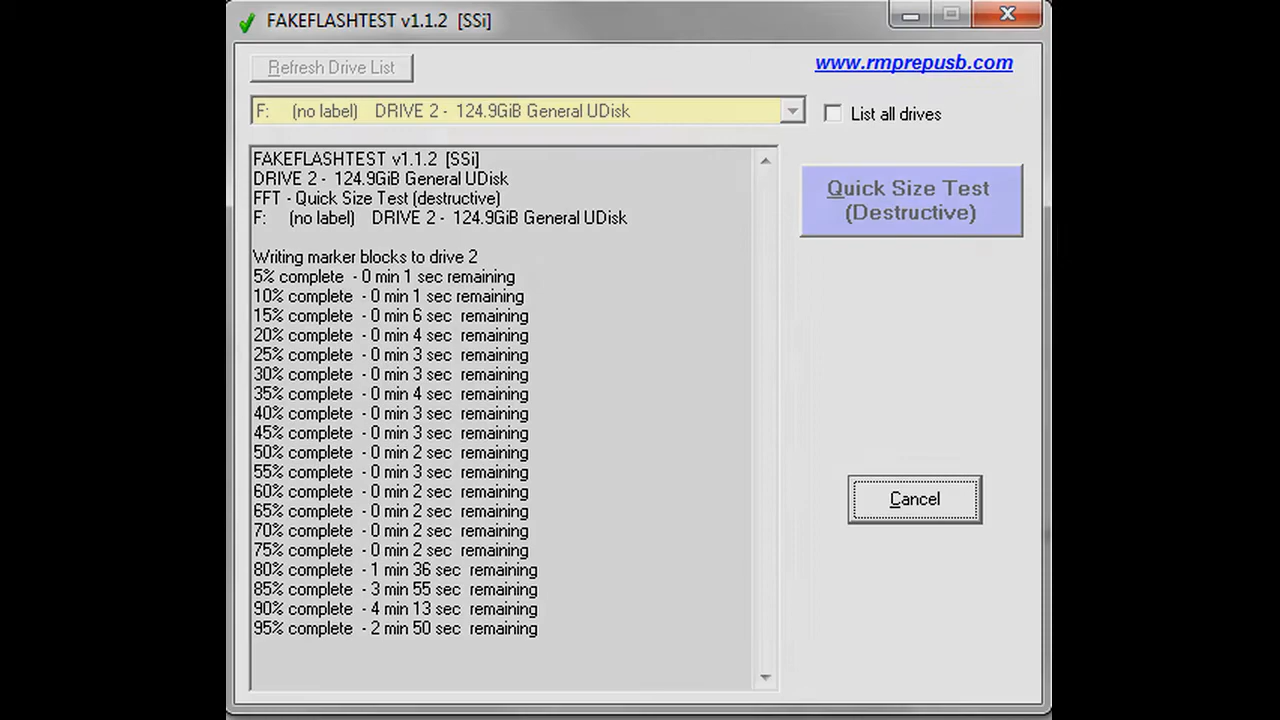 FAKEFLASHTEST v1.1.2 [SSi]
Refresh Drive List
www.rmprepusb.com
F: (no label) DRIVE 2 - 124.9GiB General UDisk
List all drives
FAKEFLASHTEST v1.1.2 [SSi]
DRIVE 2 - 124.9GiB General UDisk
FFT - Quick Size Test (destructive)
F: (no label) DRIVE 2 - 124.9GiB General UDisk
Writing marker blocks to drive 2
5% complete - 0 min 1 sec remaining
10% complete - 0 min 1 sec remaining
15% complete - 0 min 6 sec remaining
20% complete - 0 min 4 sec remaining
25% complete - 0 min 3 sec remaining
30% complete - 0 min 3 sec remaining
35% complete - 0 min 4 sec remaining
40% complete - 0 min 3 sec remaining
45% complete - 0 min 3 sec remaining
50% complete - 0 min 2 sec remaining
55% complete - 0 min 3 sec remaining
60% complete - 0 min 2 sec remaining
65% complete - 0 min 2 sec remaining
70% complete - 0 min 2 sec remaining
75% complete - 0 min 2 sec remaining
80% complete - 1 min 36 sec remaining
85% complete - 3 min 55 sec remaining
90% complete - 4 min 13 sec remaining
95% complete - 2 min 50 sec remaining
Quick Size Test
(Destructive)
Cancel